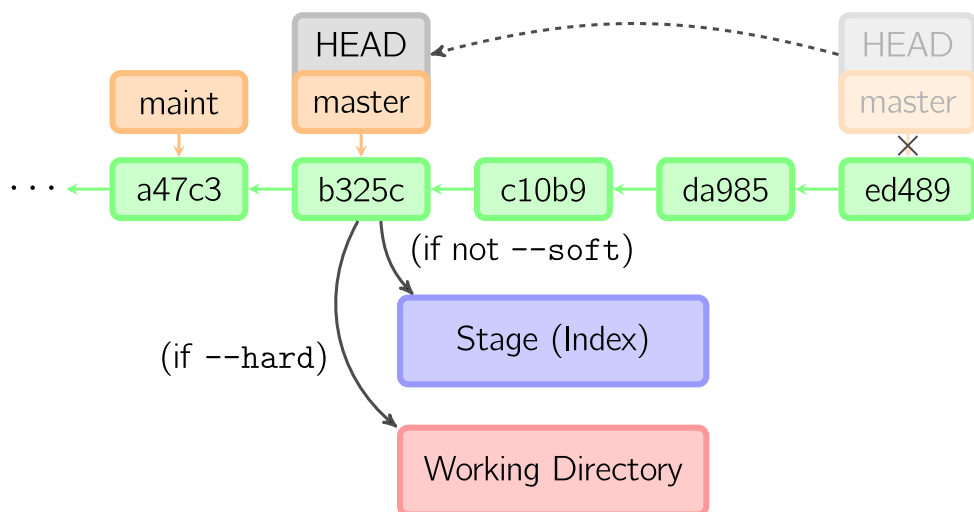 HEAD
HEAD
maint
master
master
...
a47c3
b325c
c10b9
da985
ed489
(if not --soft)
Stage (Index)
(if --hard)
Working Directory